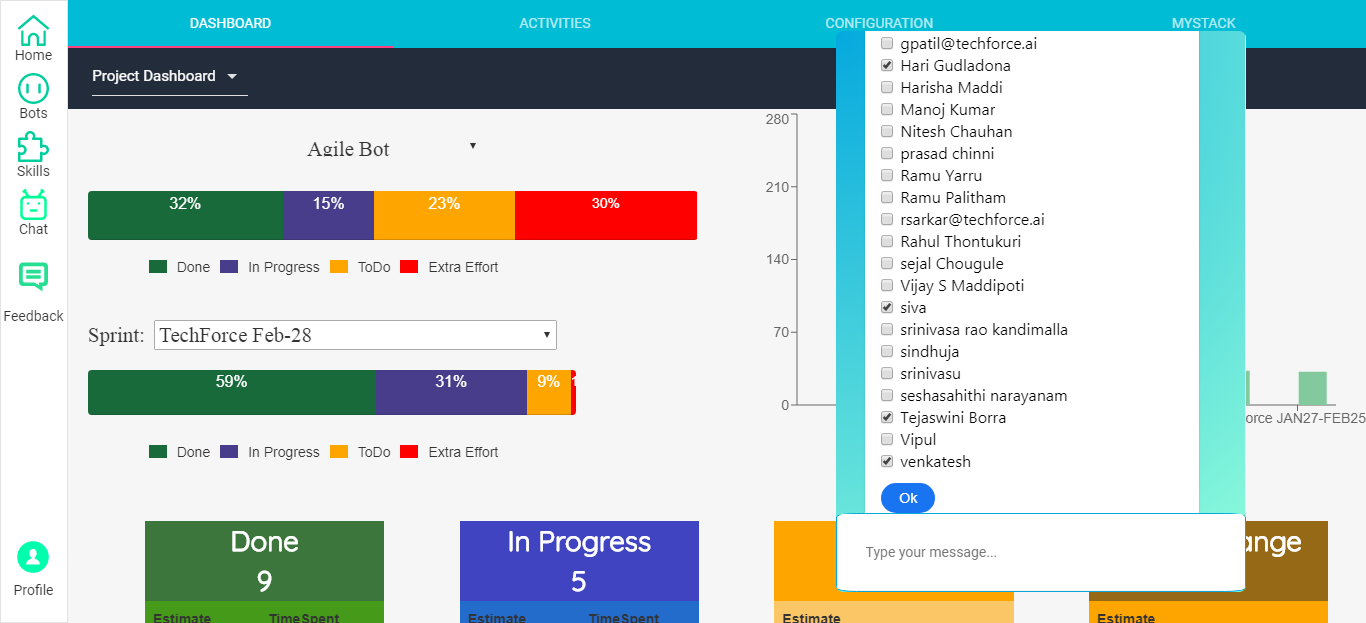 DASHBOARD
ACTIVITIES
CONFIGURATION
MYSTACK
Home
Bots
Skills
Chat
Feedback
Profile
Project Dashboard
Agile Bot
32%
15%
23%
30%
Done
In Progress
ToDo
Extra Effort
Sprint:
TechForce Feb-28
59%
31%
9%
Done
In Progress
ToDo
Extra Effort
Done
9
Estimate
TimeSpent
In Progress
5
Estimate
TimeSpent
Estimate
Estimate
280
210
140
70
0
JAN27-FEB25
gpatil@techforce.ai
Hari Gudladona
Harisha Maddi
Manoj Kumar
Nitesh Chauhan
prasad chinni
Ramu Yarru
Ramu Palitham
rsarkar@techforce.ai
Rahul Thontukuri
sejal Chougule
Vijay S Maddipoti
siva
srinivasa rao kandimalla
sindhuja
srinivasu
seshasahithi narayanam
Tejaswini Borra
Vipul
venkatesh
Ok
Type your message...